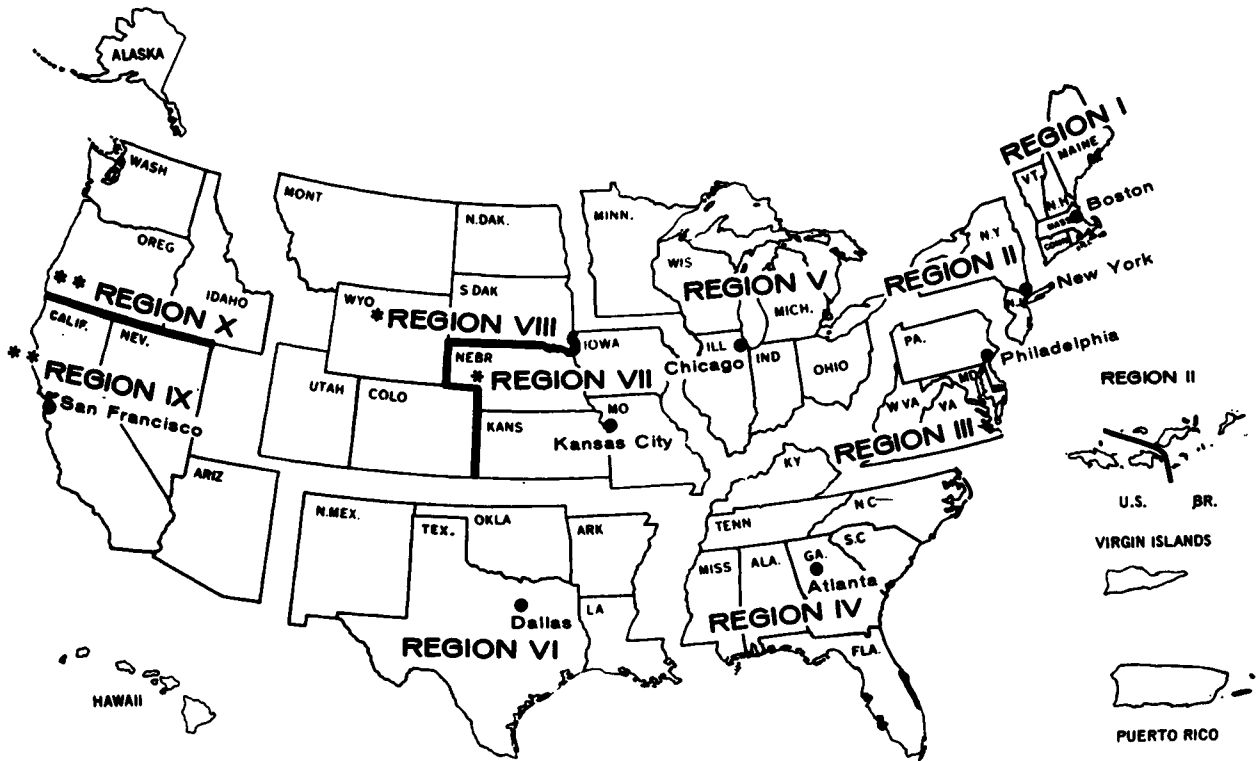 ALASKA
REGION I
MAINE
WASH
VT.
N.H.
MONT
Boston
MASS
N.DAK.
MINN.
OREG
N.Y.
CONN
WIS
REGION II
REGION V
New York
N.J.
S DAK
IDAHO
WYO
** REGION X
*REGION VIII
MICH.
CALIF.
NEV.
IOWA
ILL
PA.
NEBR
IND
Philadelphia
Chicago
OHIO
**
REGION IX
* REGION VII
MD
REGION II
UTAH
COLO
San Francisco
W VA
VA
MO
KANS
Kansas City
REGION III
KY
ARIZ
U.S.
BR.
N.MEX.
OKLA
TEX.
ARK
TENN
N C
S.C
VIRGIN ISLANDS
MISS
ALA.
GA.
Atlanta
LA
Dallas
REGION IV
REGION VI
FLA.
HAWAII
PUERTO RICO